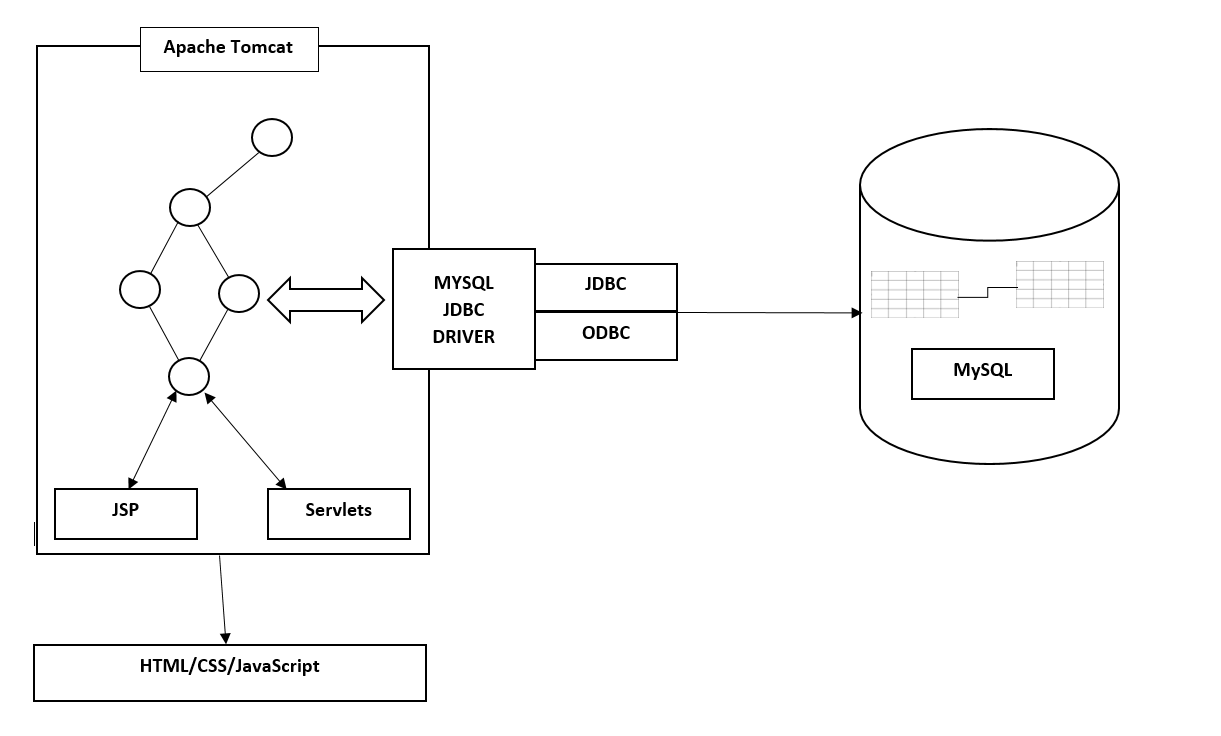 Apache Tomcat
MYSQL
JDBC
DRIVER
JDBC
ODBC
MySQL
JSP
Servlets
HTML/CSS/JavaScript